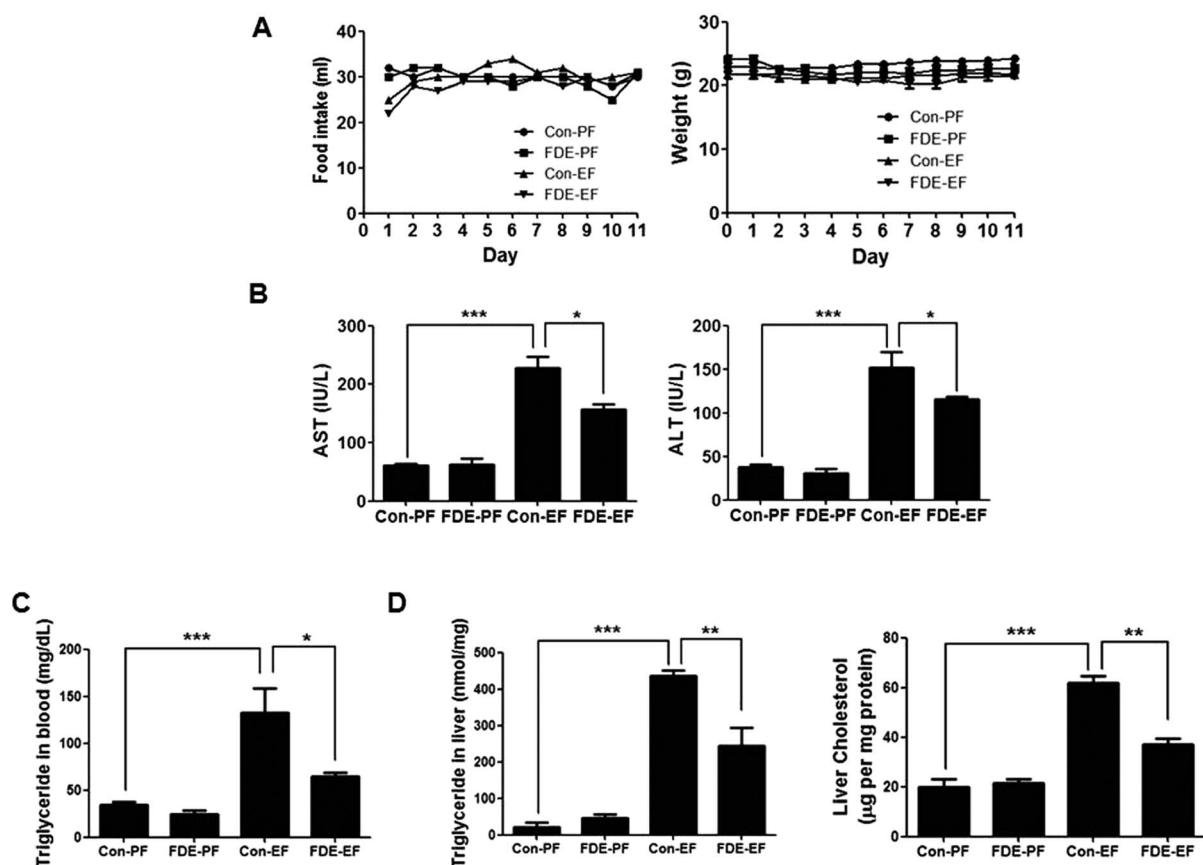 A
Food intake (ml)
40
30
20
10
0
0 1 2 3 4 5 6 7 8 9 10 11
Day
Con-PF
FDE-PF
Con-EF
FDE-EF
Weight (g)
30
20
10
0
0 1 2 3 4 5 6 7 8 9 10 11
Day
Con-PF
FDE-PF
Con-EF
FDE-EF
B
AST (IU/L)
300
200
100
0
*** *
Con-PF FDE-PF Con-EF FDE-EF
ALT (IU/L)
200
150
100
50
0
*** *
Con-PF FDE-PF Con-EF FDE-EF
C
Triglyceride in blood (mg/dL)
200
150
100
50
0
*** *
Con-PF FDE-PF Con-EF FDE-EF
D
Triglyceride in liver (nmol/mg)
500
400
300
200
100
0
*** **
Con-PF FDE-PF Con-EF FDE-EF
Liver Cholesterol
(μg per mg protein)
80
60
40
20
0
*** **
Con-PF FDE-PF Con-EF FDE-EF